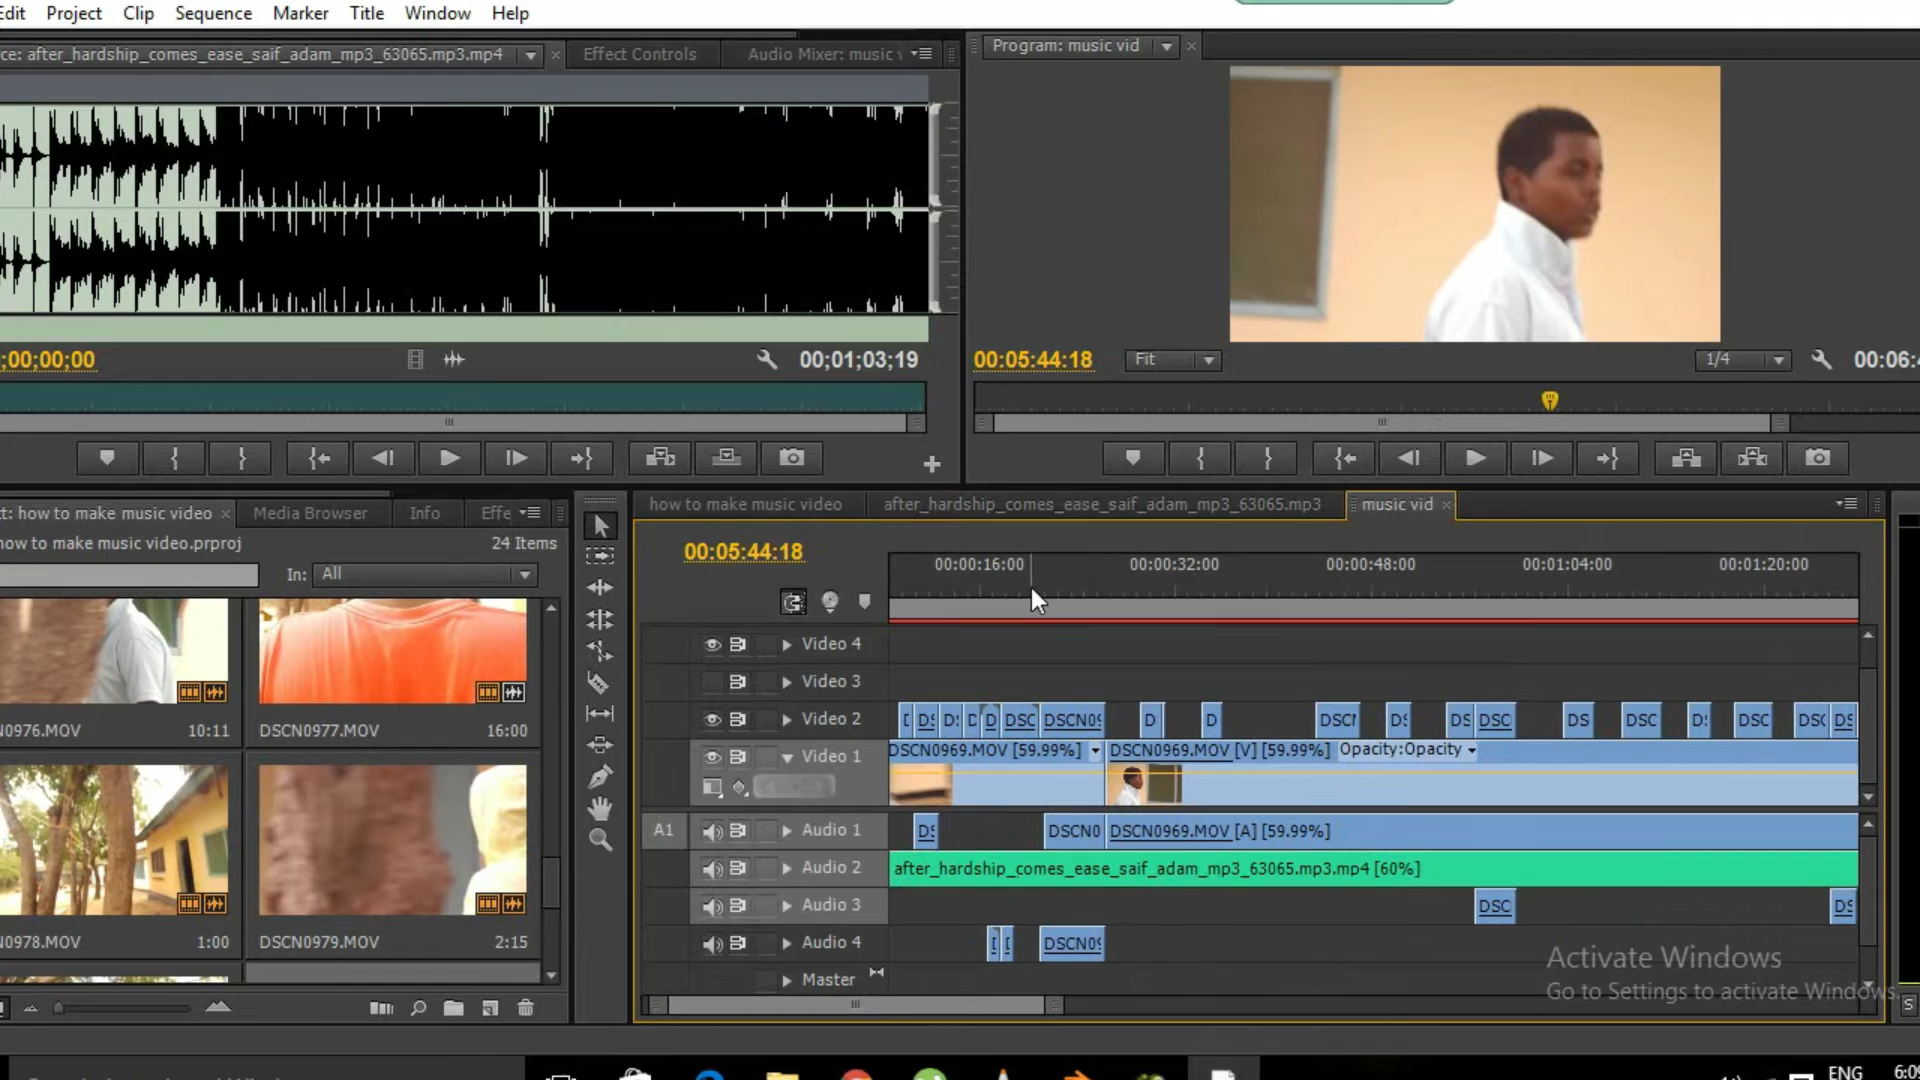 Edit Project Clip Sequence Marker Title Window Help
ce: after_hardship_comes_ease_saif_adam_mp3_63065.mp3.mp4
Effect Controls
Audio Mixer: music
Program: music vid
;00;00;00
00;01;03;19
00:05:44:18
Fit
1/4
00:06:4
t: how to make music video
Media Browser
Info
Effe
how to make music video
after_hardship_comes_ease_saif_adam_mp3_63065.mp3
music vid
how to make music video.prproj
24 Items
In: All
00:05:44:18
00:00:16:00
00:00:32:00
00:00:48:00
00:01:04:00
00:01:20:00
Video 4
Video 3
Video 2
DSC
DSCN09
D
D
DSC
DSC
DS
DSC
DSC
DSC
N0976.MOV 10:11
DSCN0977.MOV 16:00
Video 1
DSCN0969.MOV [59.99%]
DSCN0969.MOV [V] [59.99%] Opacity:Opacity
A1
Audio 1
DSCN0
DSCN0969.MOV [A] [59.99%]
Audio 2
after_hardship_comes_ease_saif_adam_mp3_63065.mp3.mp4 [60%]
Audio 3
DSC
Audio 4
DSCN09
N0978.MOV 1:00
DSCN0979.MOV 2:15
Master
Activate Windows
Go to Settings to activate Windows.
S
ENG
6:09